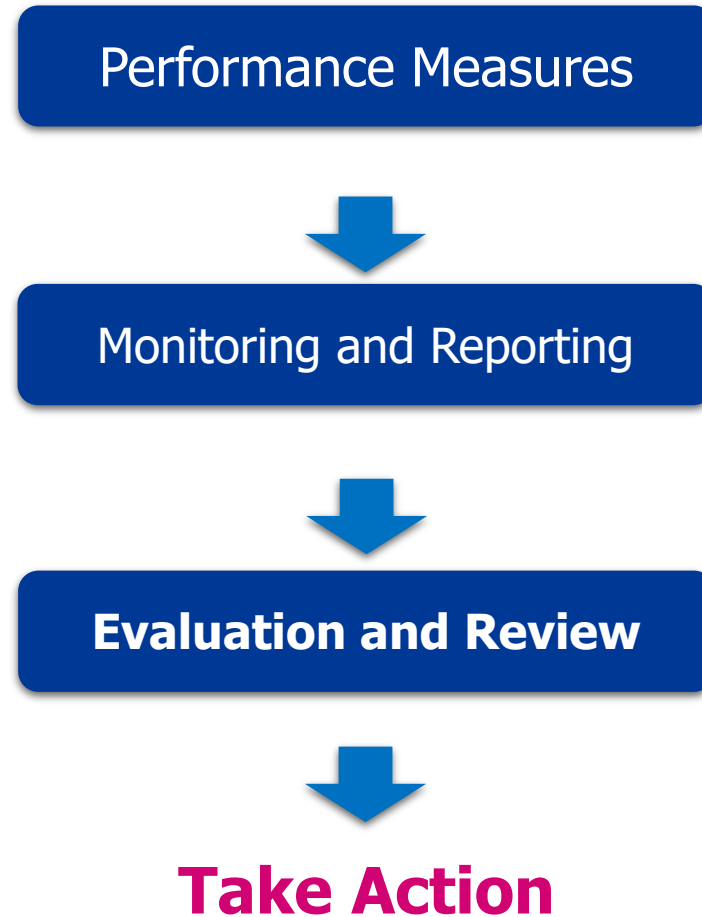 Performance Measures
Monitoring and Reporting
Evaluation and Review
Take Action